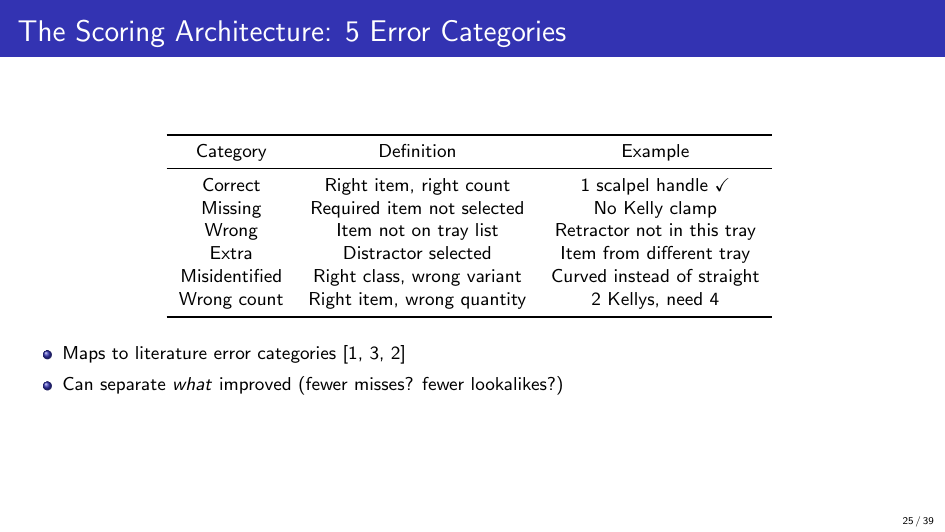 The Scoring Architecture: 5 Error Categories
Category Definition Example
Correct Right item, right count 1 scalpel handle ✓
Missing Required item not selected No Kelly clamp
Wrong Item not on tray list Retractor not in this tray
Extra Distractor selected Item from different tray
Misidentified Right class, wrong variant Curved instead of straight
Wrong count Right item, wrong quantity 2 Kellys, need 4
Maps to literature error categories [1, 3, 2]
Can separate what improved (fewer misses? fewer lookalikes?)
25 / 39